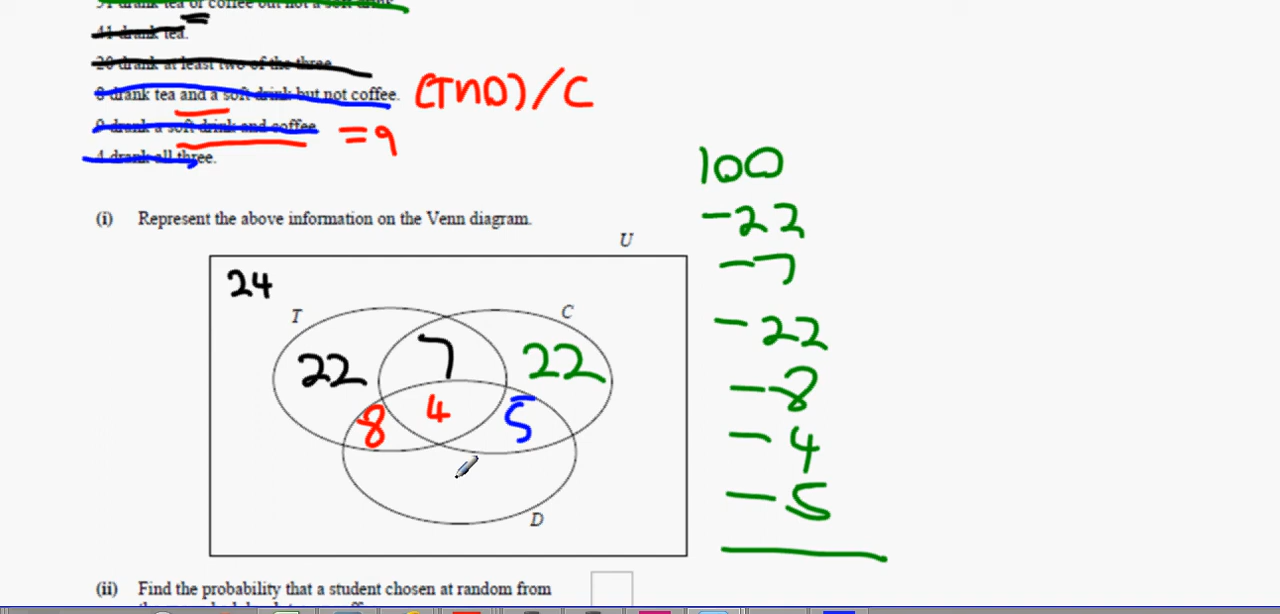 51 drank tea or coffee but not a soft drink
41 drank tea.
20 drank at least two of the three
8 drank tea and a soft drink but not coffee. (T∩D)/C
9 drank a soft drink and coffee = 9
4 drank all three.
(i) Represent the above information on the Venn diagram.
U
24
T
C
22 7 22
8 4 5
D
100
-22
-7
-22
-8
-4
-5
(ii) Find the probability that a student chosen at random from